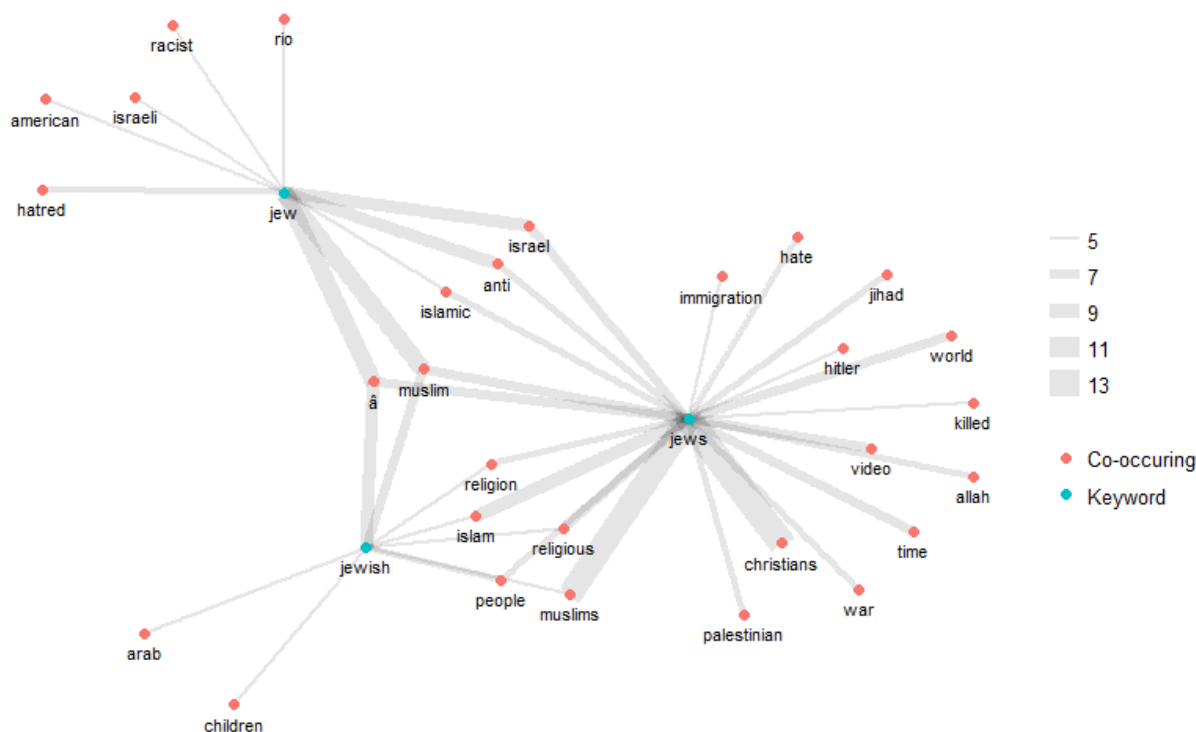 rio
racist
american
israeli
hatred
jew
israel
anti
islamic
â
muslim
hate
immigration
jihad
hitler
world
killed
jews
video
allah
time
christians
war
palestinian
religion
islam
religious
people
muslims
jewish
arab
children
5
7
9
11
13
Co-occuring
Keyword